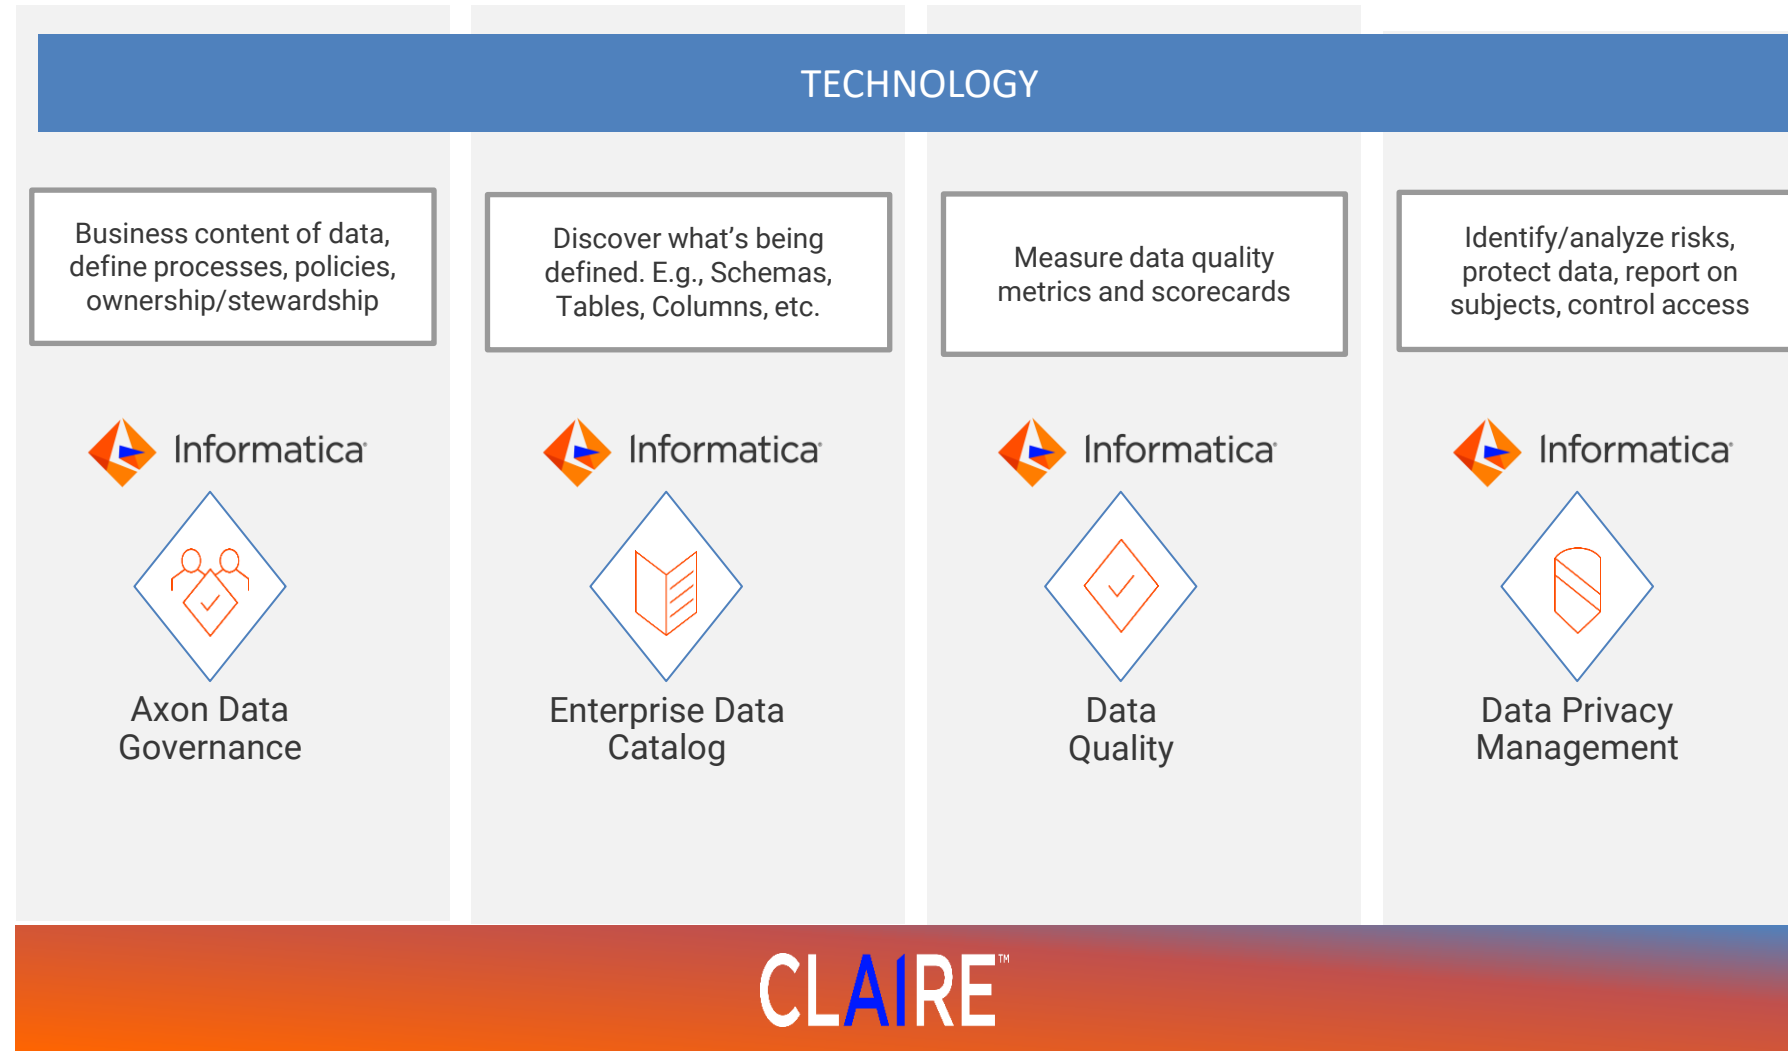 TECHNOLOGY
Business content of data,
define processes, policies,
ownership/stewardship
Discover what’s being
defined. E.g., Schemas,
Tables, Columns, etc.
Measure data quality
metrics and scorecards
Identify/analyze risks,
protect data, report on
subjects, control access
Informatica
Informatica
Informatica
Informatica
Axon Data
Governance
Enterprise Data
Catalog
Data
Quality
Data Privacy
Management
CLAIRE™